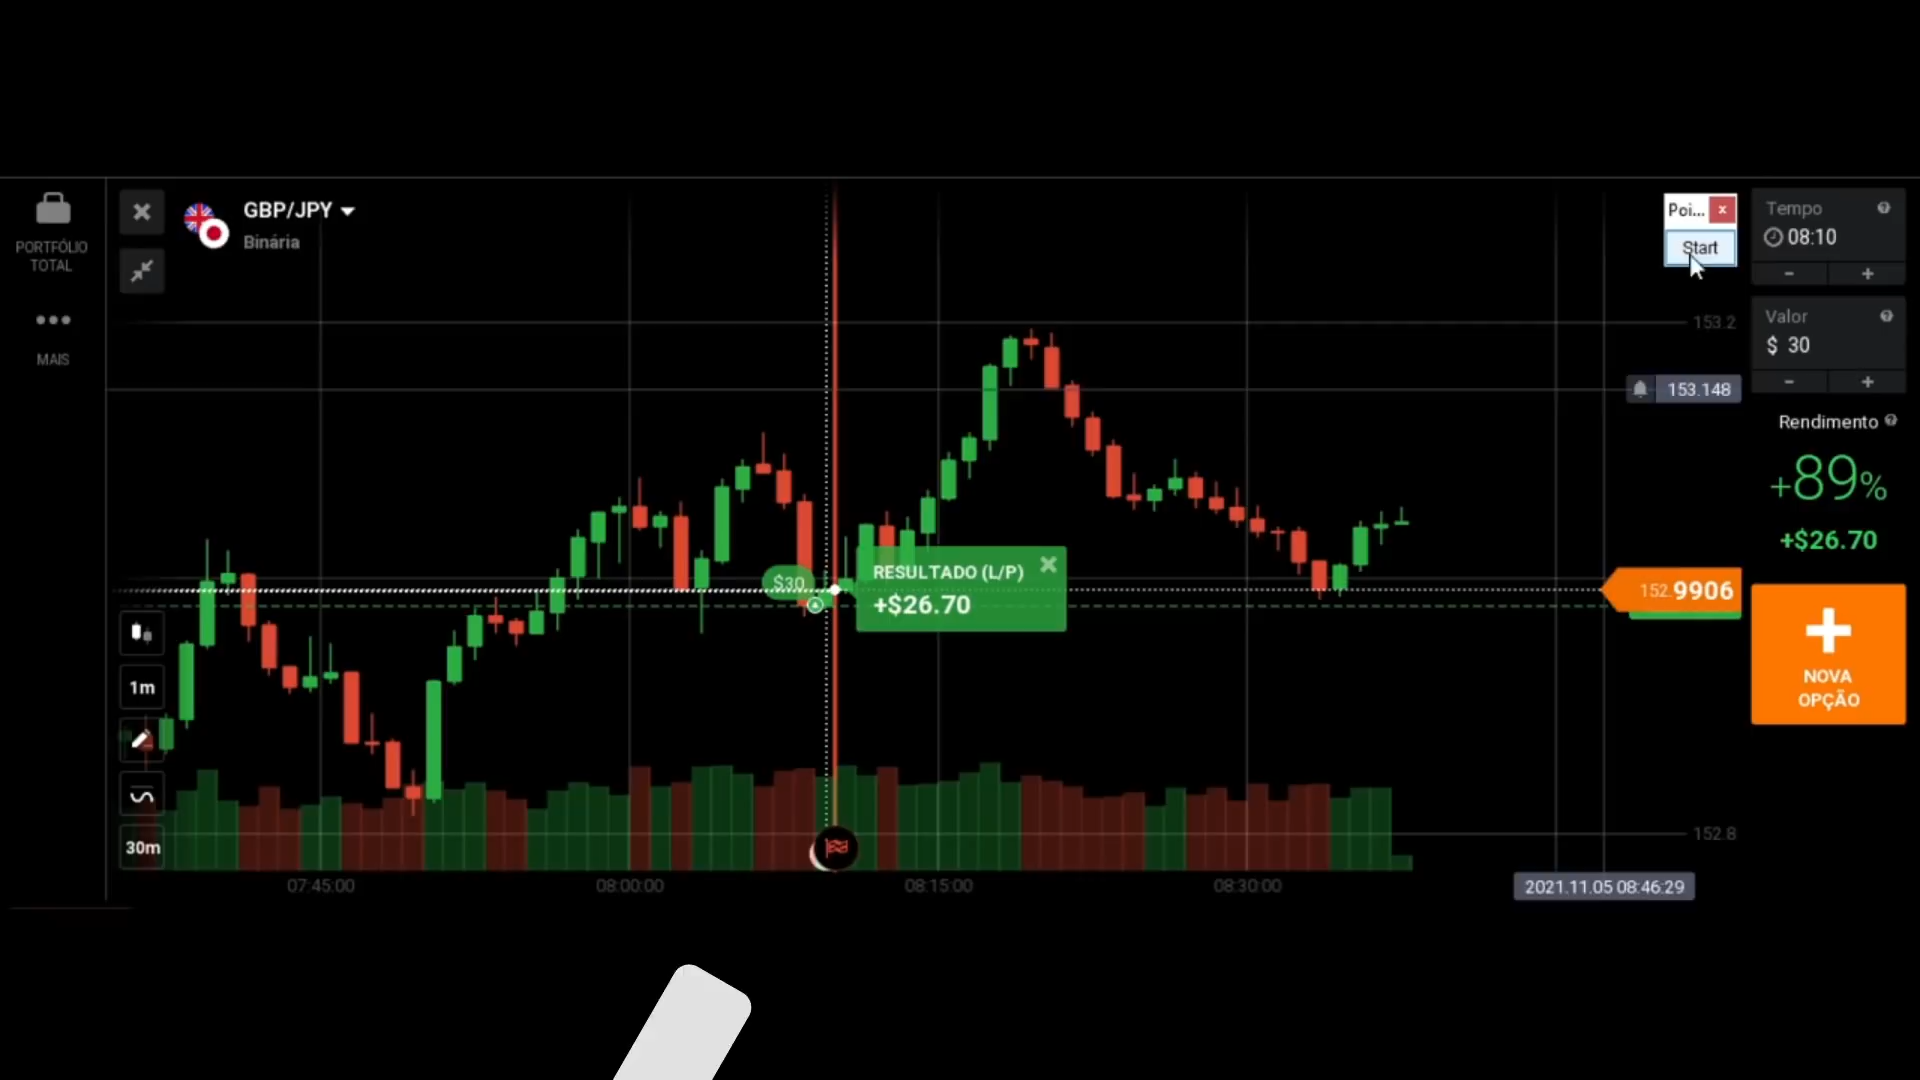 PORTFÓLIO
TOTAL
MAIS
GBP/JPY
Binária
Poi...
x
Start
Tempo
08:10
-
+
Valor
$ 30
-
+
Rendimento
+89%
+$26.70
NOVA
OPÇÃO
153.2
153.148
152.9906
152.8
$30
RESULTADO (L/P)
+$26.70
1m
30m
07:45:00
08:00:00
08:15:00
08:30:00
2021.11.05 08:46:29